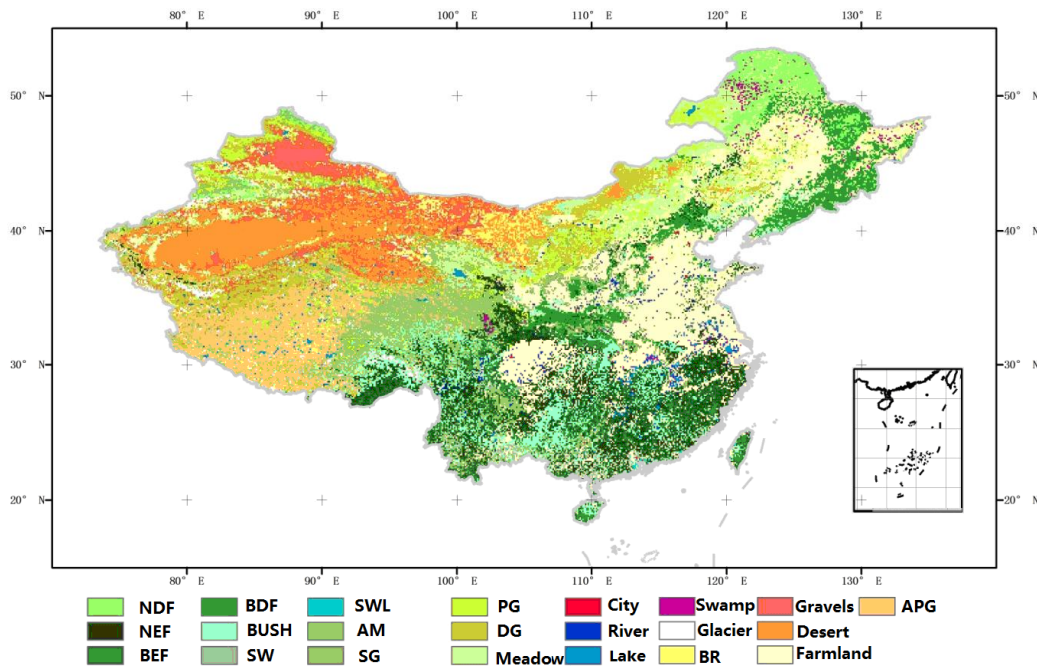 80° E 90° E 100° E 110° E 120° E 130° E
50° N 50° N
40° N 40° N
30° N 30° N
20° N 20° N
80° E 90° E 100° E 110° E 120° E 130° E
NDF BDF SWL PG City Swamp Gravels APG
NEF BUSH AM DG River Glacier Desert
BEF SW SG Meadow Lake BR Farmland